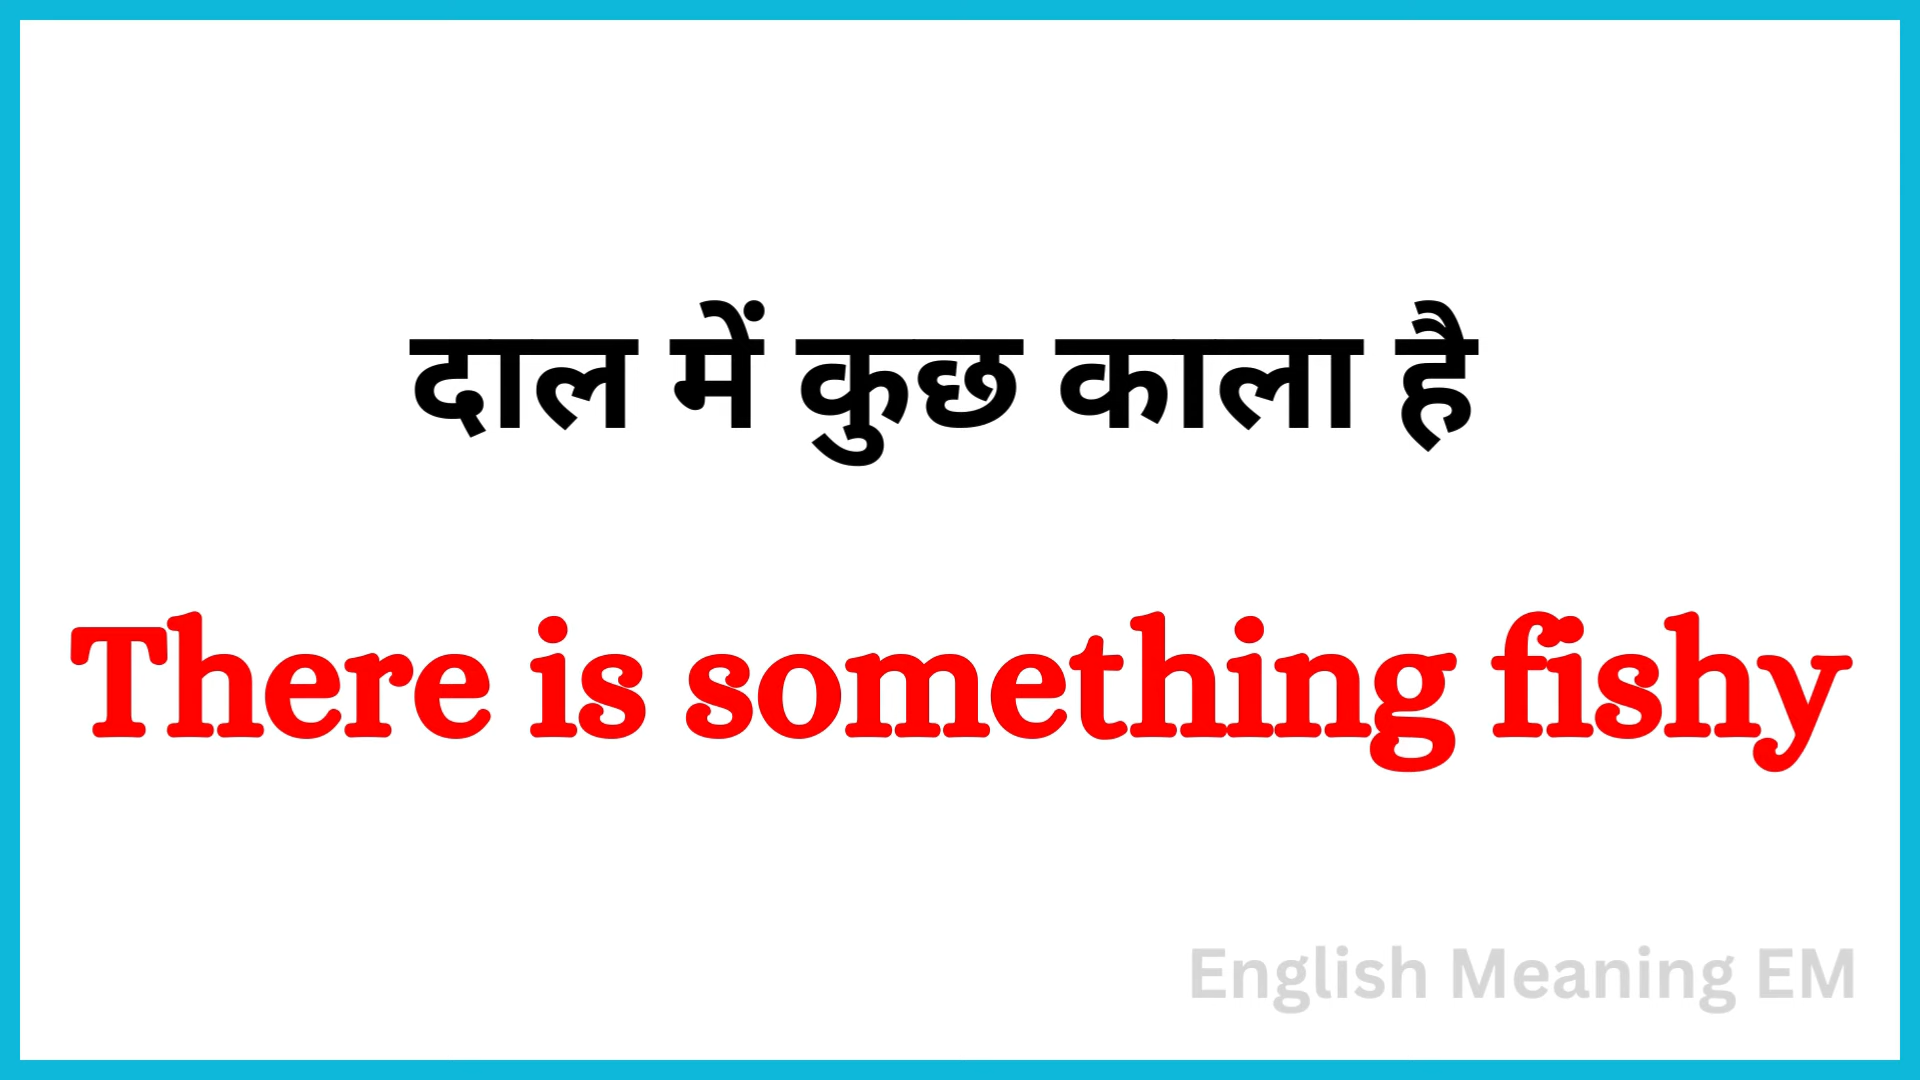 दाल में कुछ काला है
There is something fishy
English Meaning EM